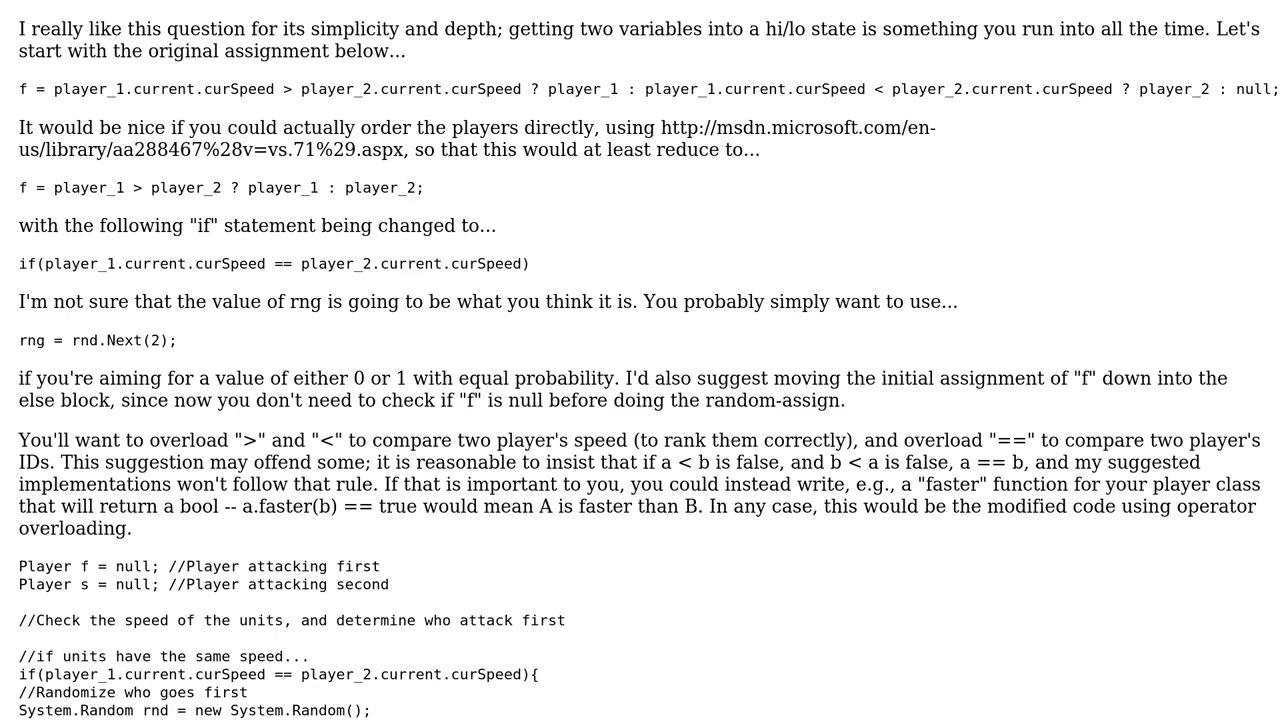 I really like this question for its simplicity and depth; getting two variables into a hi/lo state is something you run into all the time. Let's
start with the original assignment below...
f = player_1.current.curSpeed > player_2.current.curSpeed ? player_1 : player_1.current.curSpeed < player_2.current.curSpeed ? player_2 : null;
It would be nice if you could actually order the players directly, using http://msdn.microsoft.com/en-
us/library/aa288467%28v=vs.71%29.aspx, so that this would at least reduce to...
f = player_1 > player_2 ? player_1 : player_2;
with the following "if" statement being changed to...
if(player_1.current.curSpeed == player_2.current.curSpeed)
I'm not sure that the value of rng is going to be what you think it is. You probably simply want to use...
rng = rnd.Next(2);
if you're aiming for a value of either 0 or 1 with equal probability. I'd also suggest moving the initial assignment of "f" down into the
else block, since now you don't need to check if "f" is null before doing the random-assign.
You'll want to overload ">" and "<" to compare two player's speed (to rank them correctly), and overload "==" to compare two player's
IDs. This suggestion may offend some; it is reasonable to insist that if a < b is false, and b < a is false, a == b, and my suggested
implementations won't follow that rule. If that is important to you, you could instead write, e.g., a "faster" function for your player class
that will return a bool -- a.faster(b) == true would mean A is faster than B. In any case, this would be the modified code using operator
overloading.
Player f = null; //Player attacking first
Player s = null; //Player attacking second
//Check the speed of the units, and determine who attack first
//if units have the same speed...
if(player_1.current.curSpeed == player_2.current.curSpeed){
//Randomize who goes first
System.Random rnd = new System.Random();